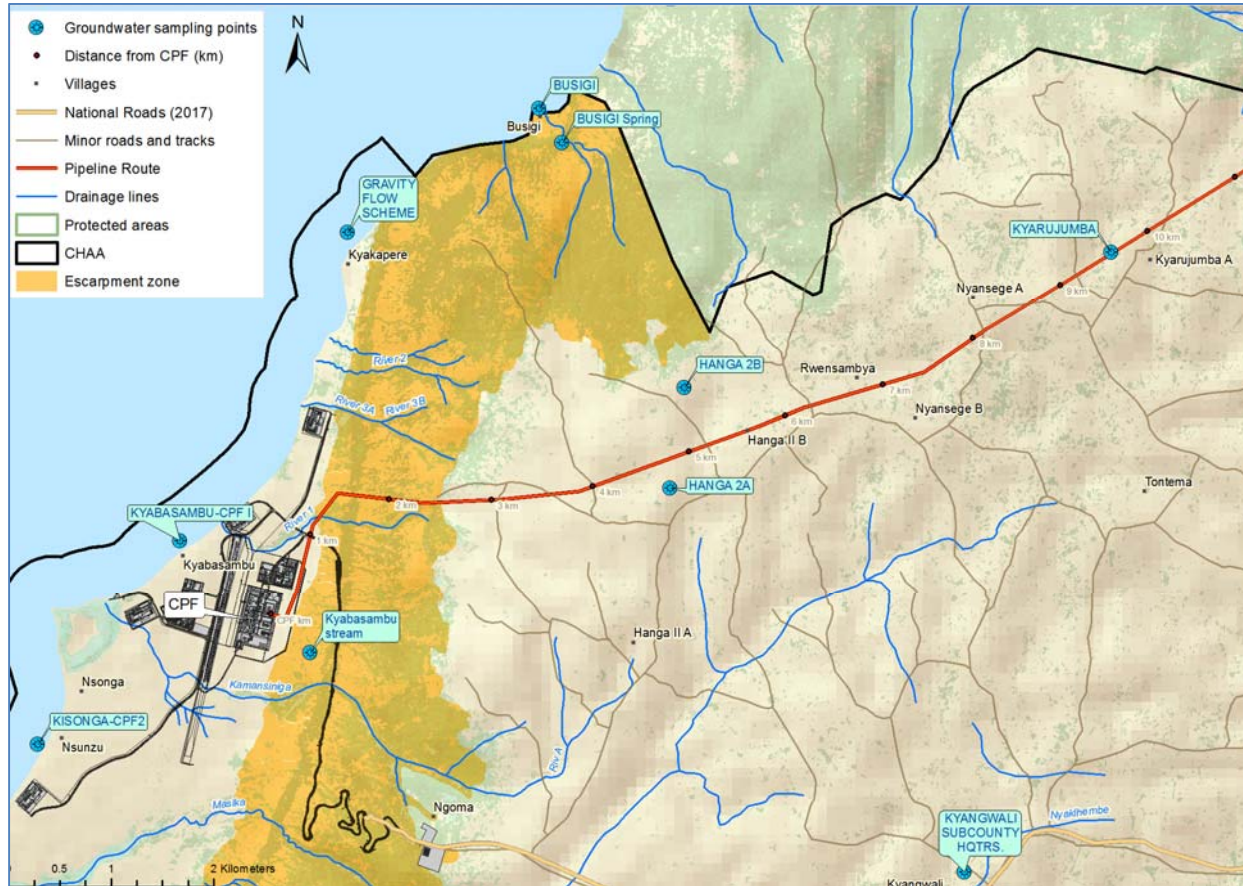 Groundwater sampling points
Distance from CPF (km)
Villages
National Roads (2017)
Minor roads and tracks
Pipeline Route
Drainage lines
Protected areas
CHAA
Escarpment zone
N
BUSIGI
Busigi
BUSIGI Spring
GRAVITY
FLOW
SCHEME
Kyakapere
KYARUJUMBA
10 km
Kyarujumba A
9 km
Nyansege A
8 km
River 2
HANGA 2B
Rwensambya
7 km
River 3A
River 3B
Nyansege B
6 km
Hanga II B
5 km
HANGA 2A
4 km
Tontema
2 km
3 km
KYABASAMBU-CPF I
River 1
1 km
Kyabasambu
CPF
CPF km
Kyabasambu
stream
Hanga II A
Nsonga
Kamansiniga
KISONGA-CPF2
Nsunzu
Riv A
Masika
Ngoma
KYANGWALI
SUBCOUNTY
HQTRS.
Nyaklhembe
Kyangwali
0.5
1
2 Kilometers